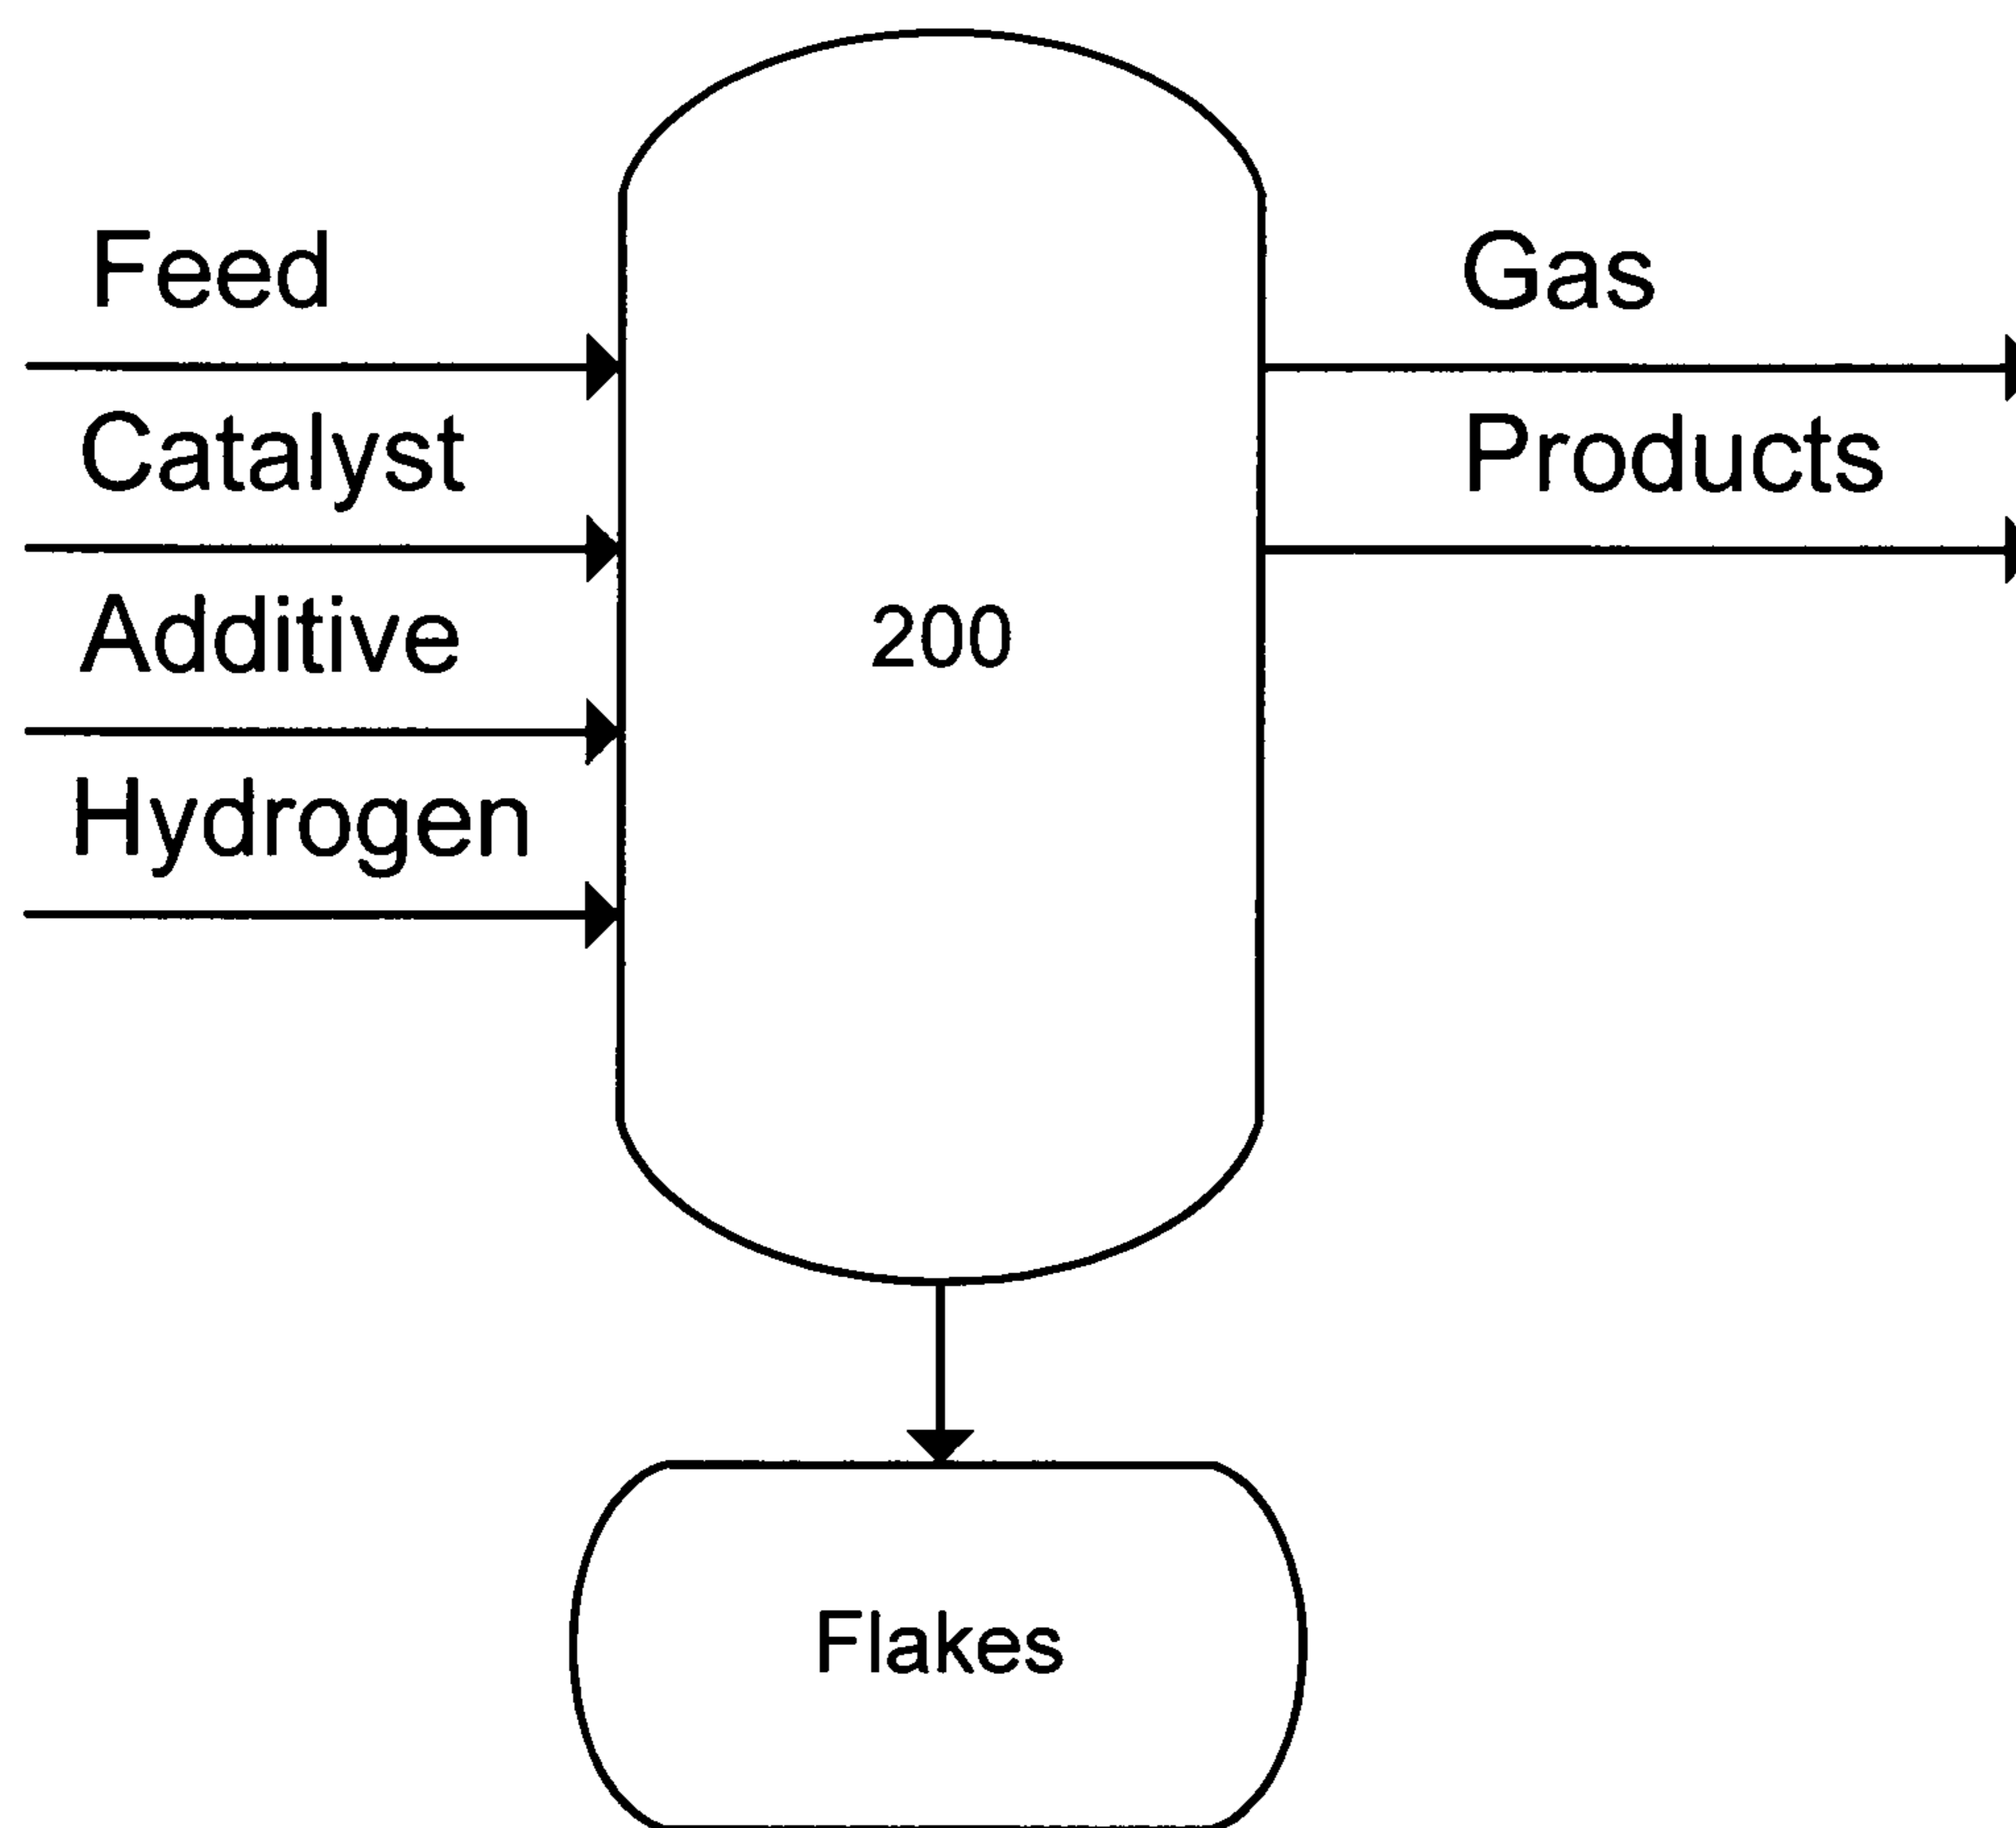 Feed
Gas
Catalyst
Products
Additive
200
Hydrogen
Flakes